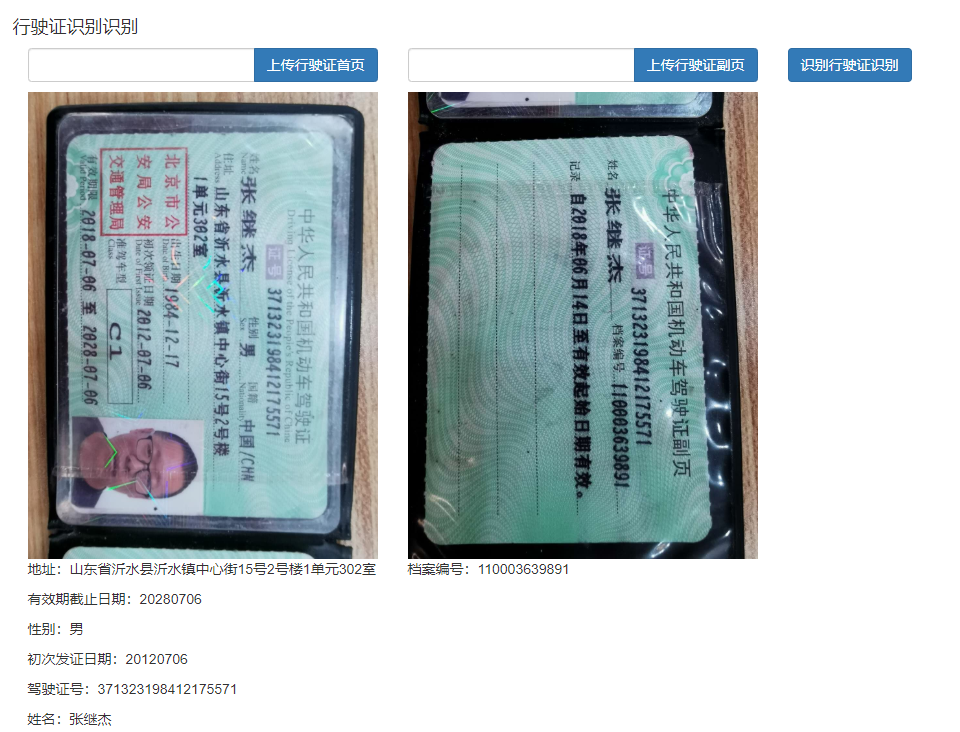 行驶证识别识别
上传行驶证首页
上传行驶证副页
识别行驶证识别
中华人民共和国机动车驾驶证
Driving License of the People's Republic of China
证号 371323198412175571
姓名 张继杰 性别 男 国籍 中国/CHN
Name Sex Nationality
住址 山东省沂水县沂水镇中心街15号2号楼
Address
1单元302室
北京市公
安局公安
交通管理局
出生日期 1984-12-17
Date of Birth
初次领证日期 2012-07-06
Date of First Issue
准驾车型 C1
Class
有效期限 2018-07-06 至 2028-07-06
Valid Period
中华人民共和国机动车驾驶证副页
证号 371323198412175571
姓名 张继杰 档案编号 110003639891
记录 自2018年06月14日至有效起始日期有效。
地址：山东省沂水县沂水镇中心街15号2号楼1单元302室
有效期截止日期：20280706
性别：男
初次发证日期：20120706
驾驶证号：371323198412175571
姓名：张继杰
档案编号：110003639891